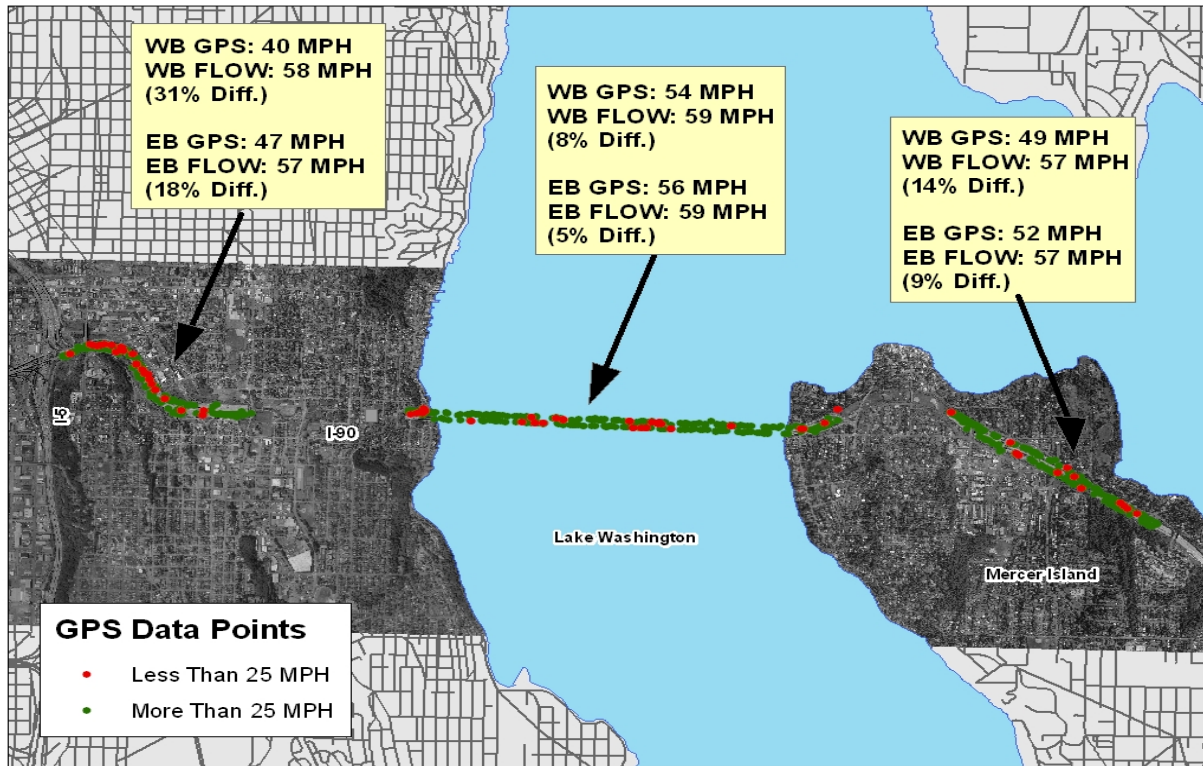 WB GPS: 40 MPH
WB FLOW: 58 MPH
(31% Diff.)
EB GPS: 47 MPH
EB FLOW: 57 MPH
(18% Diff.)
WB GPS: 54 MPH
WB FLOW: 59 MPH
(8% Diff.)
EB GPS: 56 MPH
EB FLOW: 59 MPH
(5% Diff.)
WB GPS: 49 MPH
WB FLOW: 57 MPH
(14% Diff.)
EB GPS: 52 MPH
EB FLOW: 57 MPH
(9% Diff.)
I-5
I-90
Lake Washington
Mercer Island
GPS Data Points
Less Than 25 MPH
More Than 25 MPH